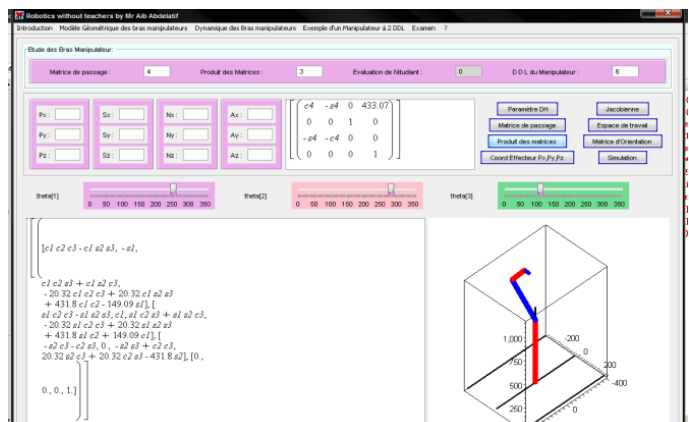 Robotics without teachers by Mr Aib Abdelatif
Introduction Modèle Géométrique des bras manipulateurs Dynamique des Bras manipulateurs Exemple d'un Manipulateur à 2 DDL Examen ?
Etude des Bras Manipulateur:
Matrice de passage : 4 Produit des Matrices : 3 Evaluation de l'étudiant : 0 D D L du Manipulateur : 6
Px : Sx : Nx : Ax :
Py : Sy : Ny : Ay :
Pz : Sz : Nz : Az :
c4 -s4 0 433.07
0 0 1 0
-s4 -c4 0 0
0 0 0 1
Paramètre DH Jacobienne
Matrice de passage Espace de travail
Produit des matrices Matrice d'Orientation
Coord Effecteur Px,Py,Pz Simulation
theta[1] 0 50 100 150 200 250 300 350 theta[2] 0 50 100 150 200 250 300 350 theta[3] 0 50 100 150 200 250 300 350
[c1 c2 c3 - c1 s2 s3, -s1,
c1 c2 s3 + c1 s2 c3,
- 20.32 c1 c2 c3 + 20.32 c1 s2 s3
+ 431.8 c1 c2 - 149.09 s1], [
s1 c2 c3 - s1 s2 s3, c1, s1 c2 s3 + s1 s2 c3,
- 20.32 s1 c2 c3 + 20.32 s1 s2 s3
+ 431.8 s1 c2 + 149.09 c1], [
-s2 c3 - c2 s3, 0., -s2 s3 + c2 c3,
20.32 s2 c3 + 20.32 c2 s3 - 431.8 s2], [0.,
0., 0., 1.]
1,000
750
500
250
-200
0
200
-400
0